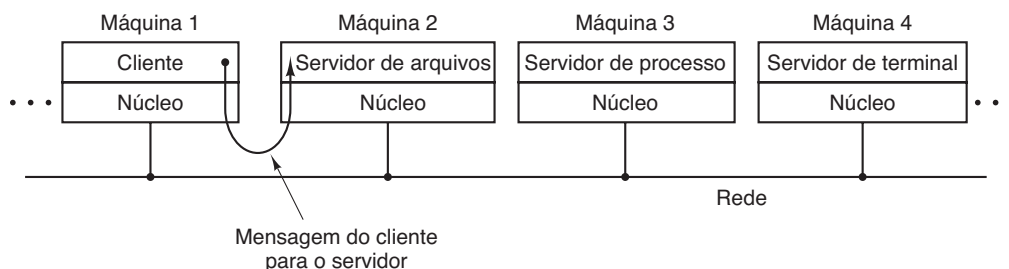 Máquina 1
Máquina 2
Máquina 3
Máquina 4
Cliente
Servidor de arquivos
Servidor de processo
Servidor de terminal
Núcleo
Núcleo
Núcleo
Núcleo
Rede
Mensagem do cliente
para o servidor